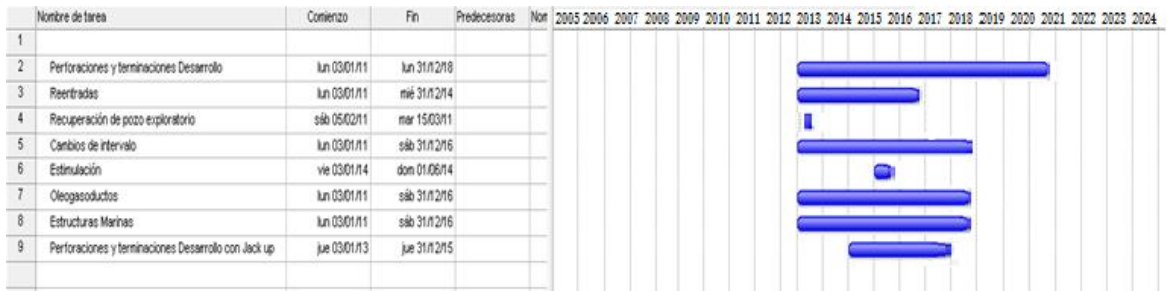 Nombre de tarea Comienzo Fin Predecesoras Nom 2005 2006 2007 2008 2009 2010 2011 2012 2013 2014 2015 2016 2017 2018 2019 2020 2021 2022 2023 2024
1
2 Perforaciones y terminaciones Desarrollo lun 03/01/11 lun 31/12/18
3 Reentradas lun 03/01/11 mié 31/12/14
4 Recuperación de pozo exploratorio sáb 05/02/11 mar 15/03/11
5 Cambios de intervalo lun 03/01/11 sáb 31/12/16
6 Estimulación vie 03/01/14 dom 01/06/14
7 Oleogasoductos lun 03/01/11 sáb 31/12/16
8 Estructuras Marinas lun 03/01/11 sáb 31/12/16
9 Perforaciones y terminaciones Desarrollo con Jack up jue 03/01/13 jue 31/12/15